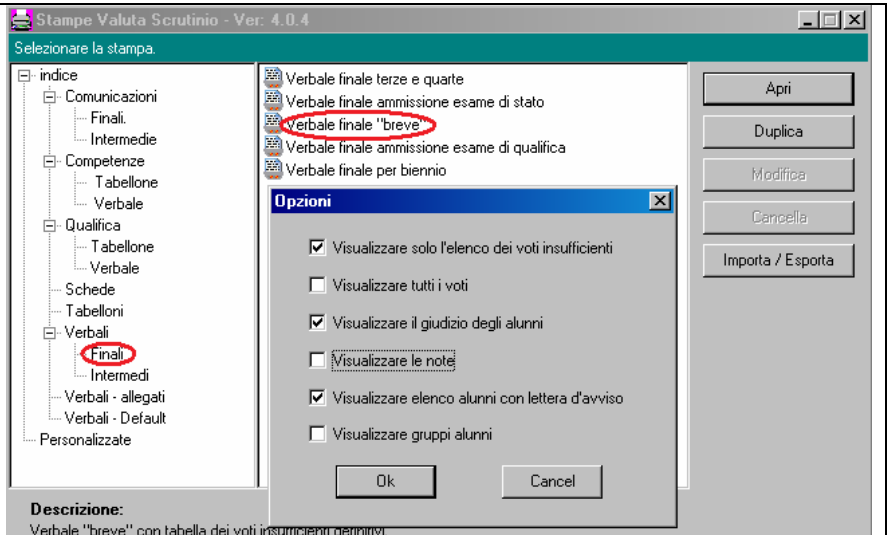 Stampe Valuta Scrutinio - Ver: 4.0.4
Selezionare la stampa.
indice
Comunicazioni
Finali.
Intermedie
Competenze
Tabellone
Verbale
Qualifica
Tabellone
Verbale
Schede
Tabelloni
Verbali
Finali
Intermedi
Verbali - allegati
Verbali - Default
Personalizzate
Verbale finale terze e quarte
Verbale finale ammissione esame di stato
Verbale finale "breve"
Verbale finale ammissione esame di qualifica
Verbale finale per biennio
Apri
Duplica
Modifica
Cancella
Importa / Esporta
Opzioni
Visualizzare solo l'elenco dei voti insufficienti
Visualizzare tutti i voti
Visualizzare il giudizio degli alunni
Visualizzare le note
Visualizzare elenco alunni con lettera d'avviso
Visualizzare gruppi alunni
Ok
Cancel
Descrizione:
Verbale "breve" con tabella dei voti insufficienti definitivi